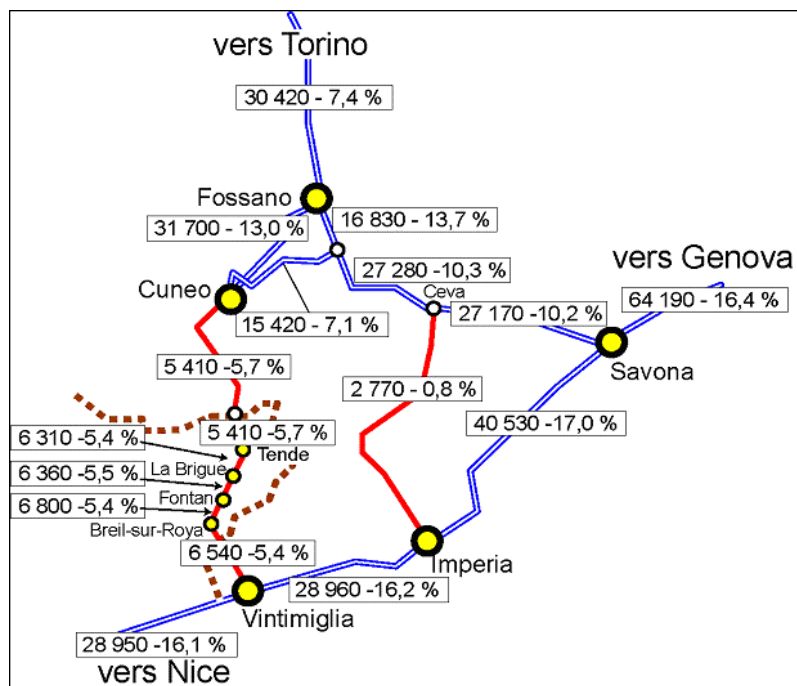 vers Torino
30 420 - 7,4 %
Fossano
31 700 - 13,0 %
16 830 - 13,7 %
vers Genova
27 280 -10,3 %
Cuneo
Ceva
64 190 - 16,4 %
15 420 - 7,1 %
27 170 -10,2 %
Savona
5 410 -5,7 %
2 770 - 0,8 %
40 530 -17,0 %
6 310 -5,4 %
5 410 -5,7 %
Tende
6 360 -5,5 %
La Brigue
6 800 -5,4 %
Fontan
Breil-sur-Roya
6 540 -5,4 %
Imperia
28 960 -16,2 %
Vintimiglia
28 950 -16,1 %
vers Nice